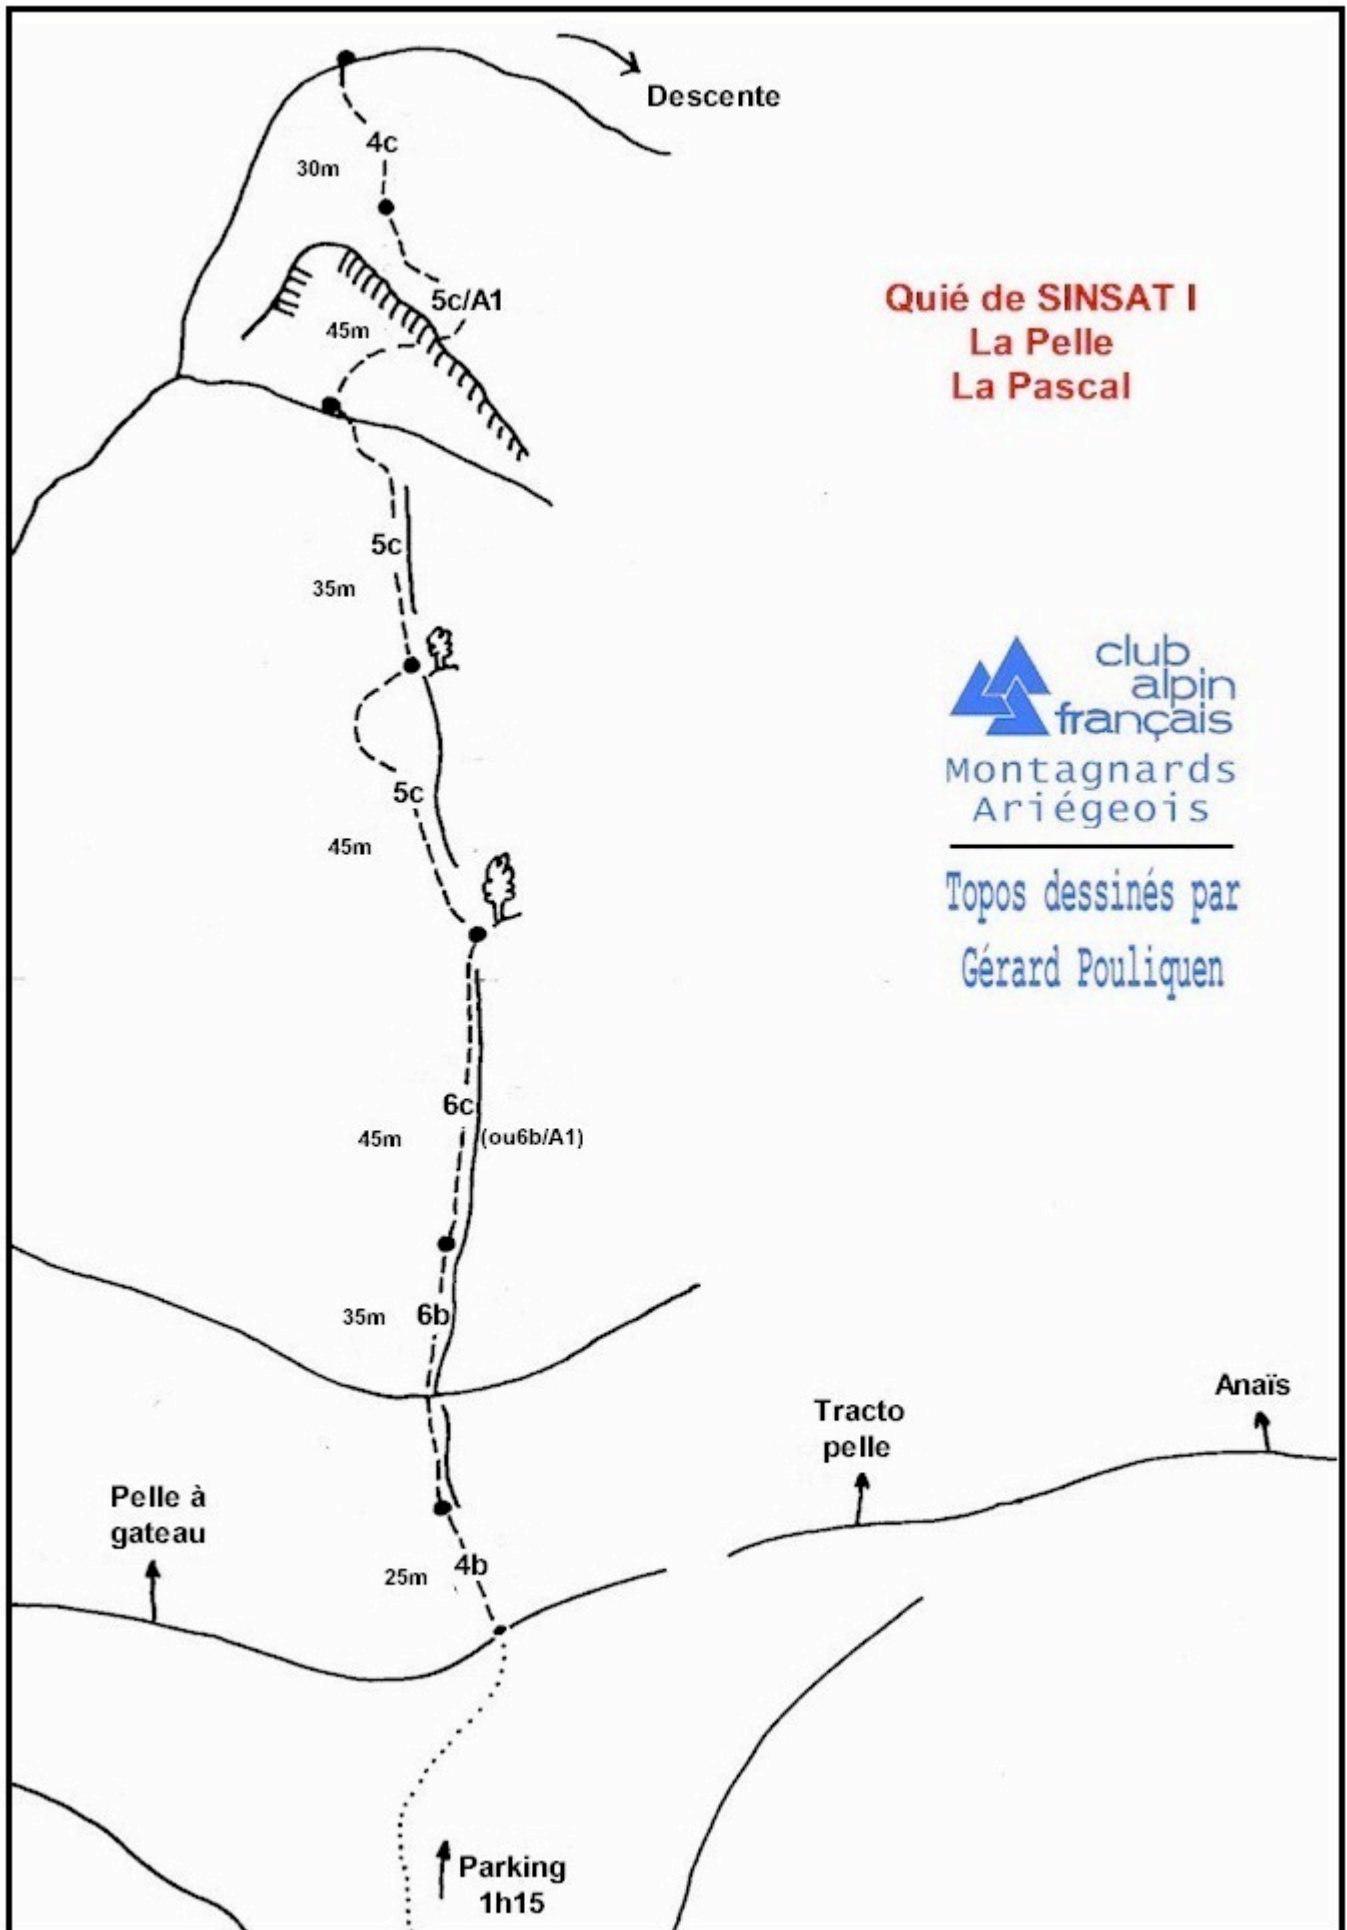 Descente
4c
30m
5c/A1
45m
Quié de SINSAT I
La Pelle
La Pascal
5c
35m
club
alpin
français
Montagnards
Ariégeois
5c
45m
Topos dessinés par
Gérard Pouliquen
6c
45m
(ou6b/A1)
35m
6b
Anaïs
Tracto
pelle
Pelle à
gateau
4b
25m
Parking
1h15